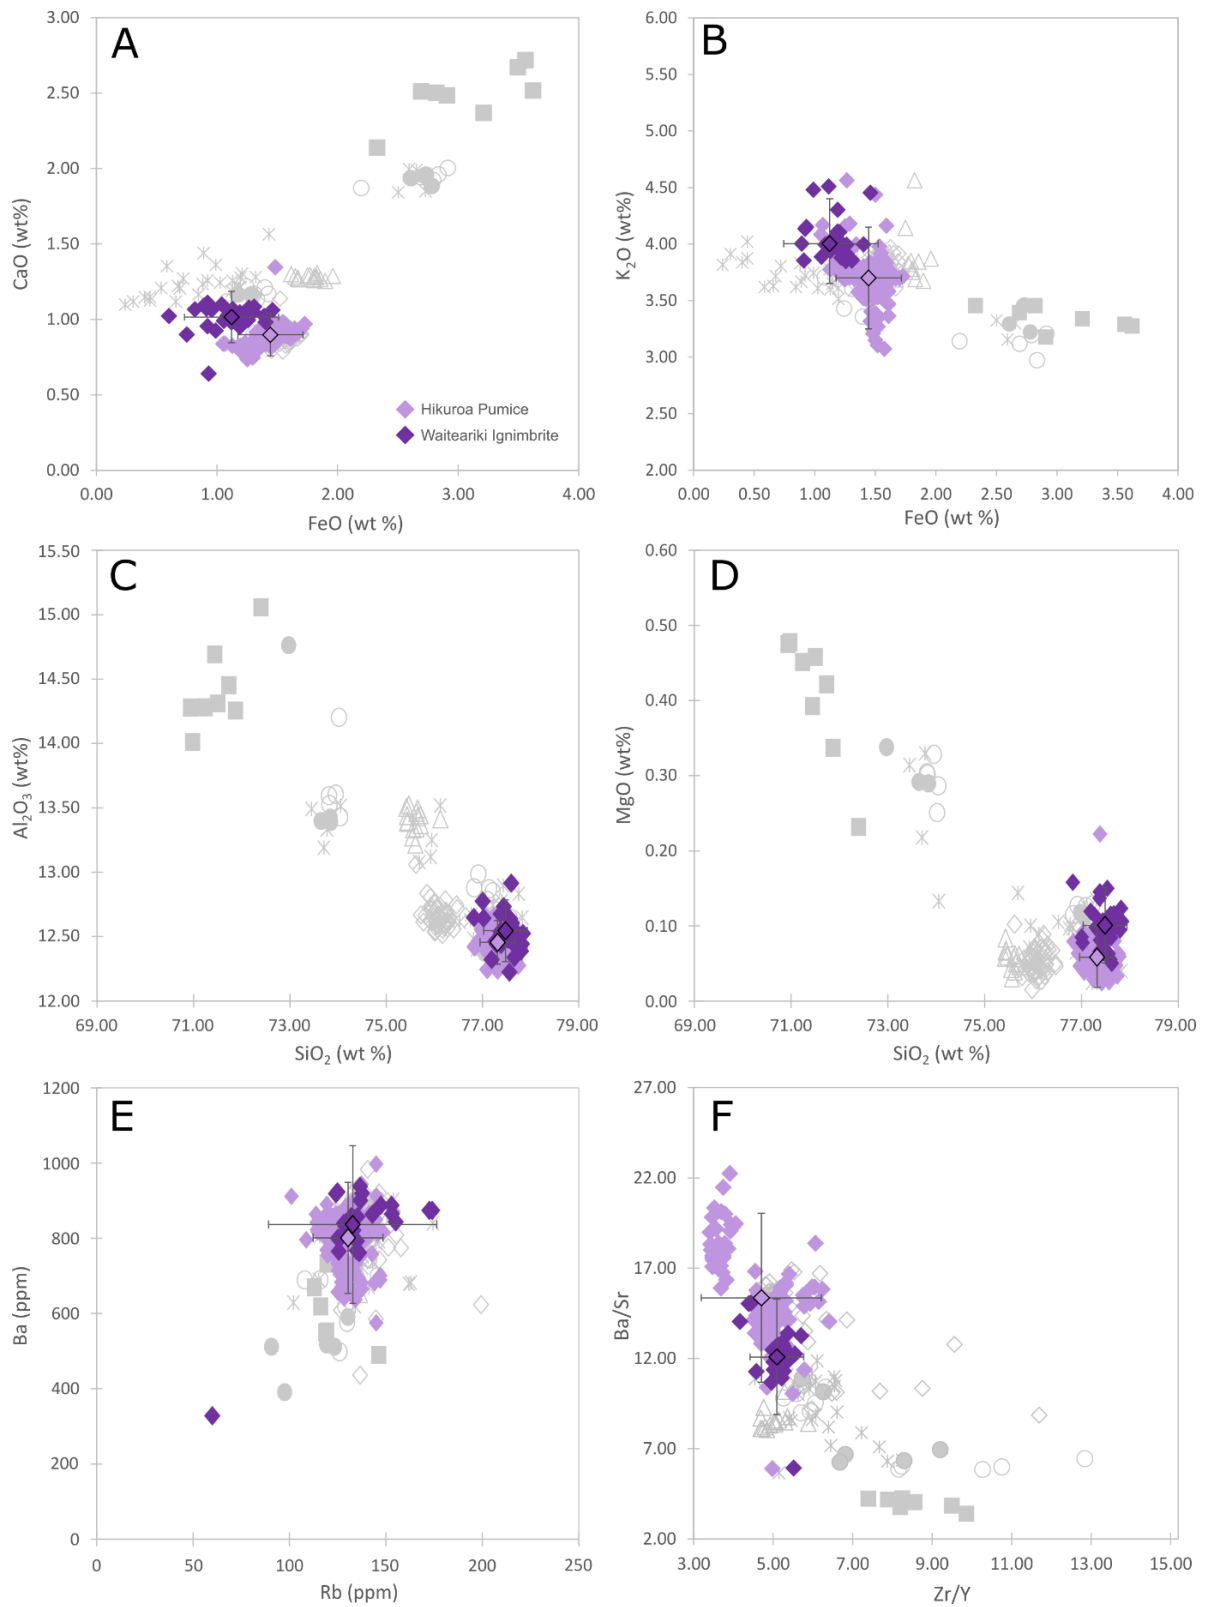 A
3.00
2.50
2.00
1.50
1.00
0.50
0.00
CaO (wt%)
Hikuroa Pumice
Waiteariki Ignimbrite
0.00 1.00 2.00 3.00 4.00
FeO (wt %)
B
6.00
5.50
5.00
4.50
4.00
3.50
3.00
2.50
2.00
K₂O (wt%)
0.00 0.50 1.00 1.50 2.00 2.50 3.00 3.50 4.00
FeO (wt %)
C
15.50
15.00
14.50
14.00
13.50
13.00
12.50
12.00
Al₂O₃ (wt%)
69.00 71.00 73.00 75.00 77.00 79.00
SiO₂ (wt %)
D
0.60
0.50
0.40
0.30
0.20
0.10
0.00
MgO (wt%)
69.00 71.00 73.00 75.00 77.00 79.00
SiO₂ (wt %)
E
1200
1000
800
600
400
200
0
Ba (ppm)
0 50 100 150 200 250
Rb (ppm)
F
27.00
22.00
17.00
12.00
7.00
2.00
Ba/Sr
3.00 5.00 7.00 9.00 11.00 13.00 15.00
Zr/Y